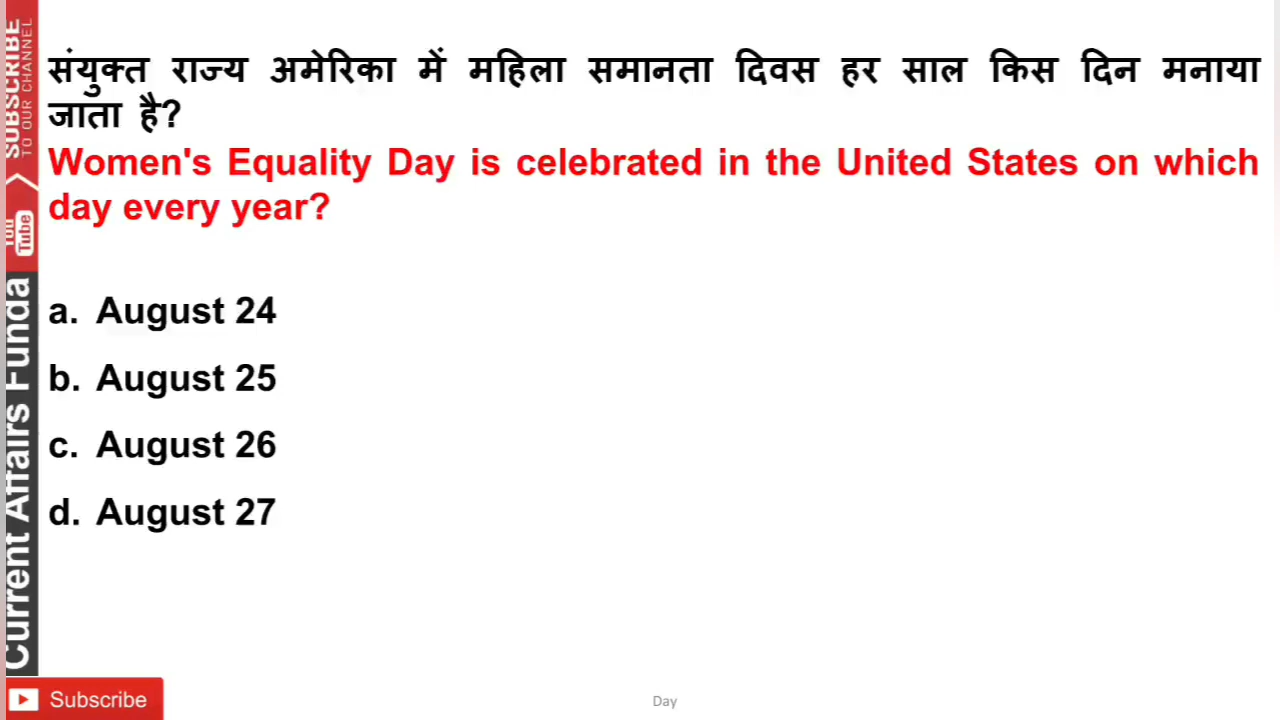 संयुक्त राज्य अमेरिका में महिला समानता दिवस हर साल किस दिन मनाया
जाता है?
Women's Equality Day is celebrated in the United States on which
day every year?
a. August 24
b. August 25
c. August 26
d. August 27
SUBSCRIBE
TO OUR CHANNEL
You
Tube
Current Affairs Funda
Subscribe
Day